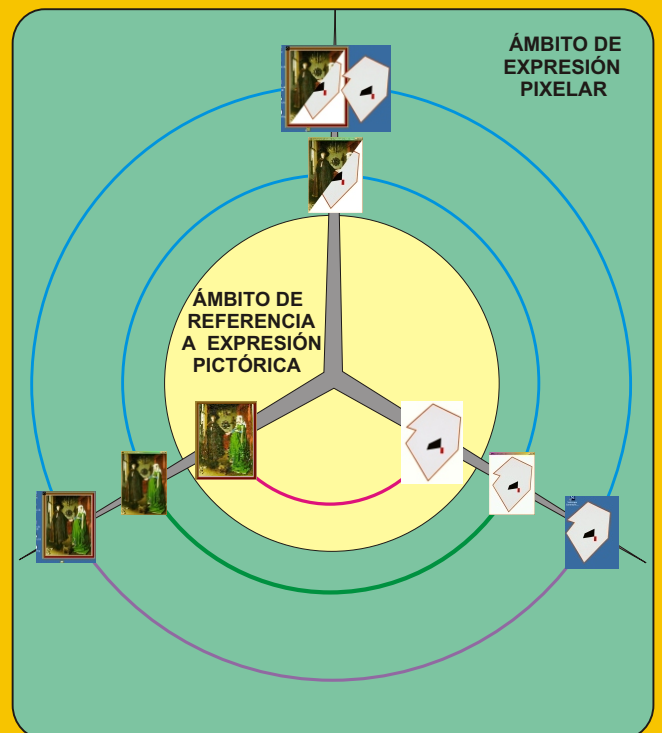 ÁMBITO DE
EXPRESIÓN
PIXELAR
ÁMBITO DE
REFERENCIA
A EXPRESIÓN
PICTÓRICA